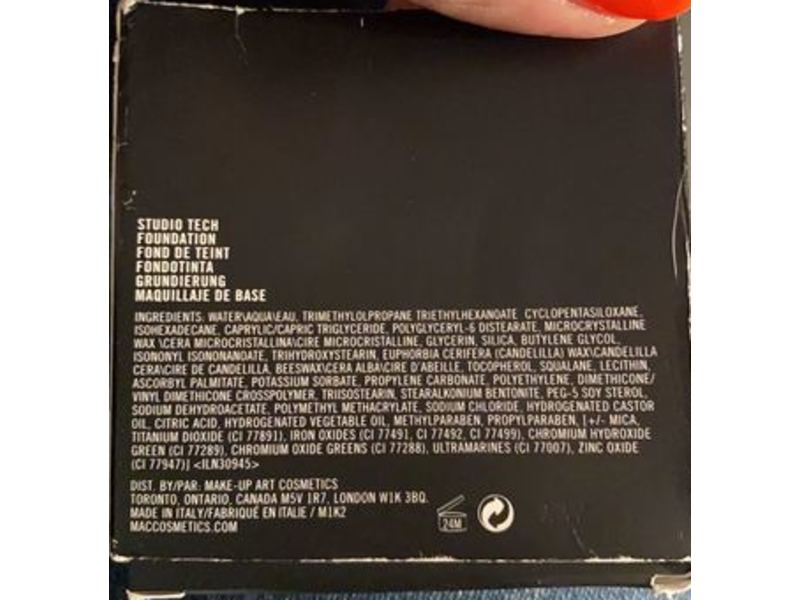 STUDIO TECH
FOUNDATION
FOND DE TEINT
FONDOTINTA
GRUNDIERUNG
MAQUILLAJE DE BASE
INGREDIENTS: WATER\AQUA\EAU, TRIMETHYLOLPROPANE TRIETHYLHEXANOATE, CYCLOPENTASILOXANE,
ISOHEXADECANE, CAPRYLIC/CAPRIC TRIGLYCERIDE, POLYGLYCERYL-6 DISTEARATE, MICROCRYSTALLINE
WAX \CERA MICROCRISTALLINA\CIRE MICROCRISTALLINE, GLYCERIN, SILICA, BUTYLENE GLYCOL,
ISONONYL ISONONANOATE, TRIHYDROXYSTEARIN, EUPHORBIA CERIFERA (CANDELILLA) WAX\CANDELILLA
CERA\CIRE DE CANDELILLA, BEESWAX\CERA ALBA\CIRE D'ABEILLE, TOCOPHEROL, SQUALANE, LECITHIN,
ASCORBYL PALMITATE, POTASSIUM SORBATE, PROPYLENE CARBONATE, POLYETHYLENE, DIMETHICONE/
VINYL DIMETHICONE CROSSPOLYMER, TRIISOSTEARIN, STEARALKONIUM BENTONITE, PEG-5 SOY STEROL,
SODIUM DEHYDROACETATE, POLYMETHYL METHACRYLATE, SODIUM CHLORIDE, HYDROGENATED CASTOR
OIL, CITRIC ACID, HYDROGENATED VEGETABLE OIL, METHYLPARABEN, PROPYLPARABEN, [+/- MICA,
TITANIUM DIOXIDE (CI 77891), IRON OXIDES (CI 77491, CI 77492, CI 77499), CHROMIUM HYDROXIDE
GREEN (CI 77289), CHROMIUM OXIDE GREENS (CI 77288), ULTRAMARINES (CI 77007), ZINC OXIDE
(CI 77947)] <ILN30945>
DIST. BY/PAR: MAKE-UP ART COSMETICS
TORONTO, ONTARIO, CANADA M5V 1R7, LONDON W1K 3BQ.
MADE IN ITALY/FABRIQUÉ EN ITALIE / M1K2
MACCOSMETICS.COM
24M